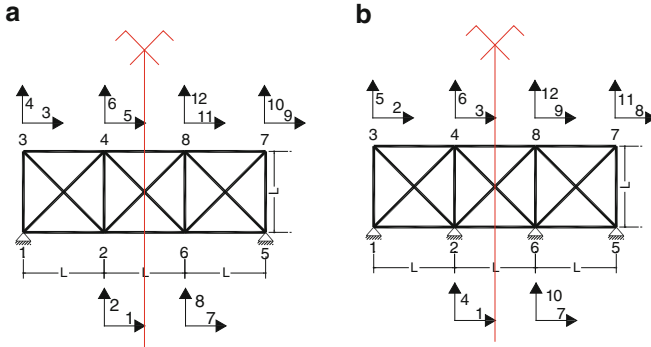 a
4 3 6 5 12 11 10 9
3 4 8 7
L
1 2 6 5
L L L
2 1 8 7
b
5 2 6 3 12 9 11 8
3 4 8 7
L
1 2 6 5
L L L
4 1 10 7